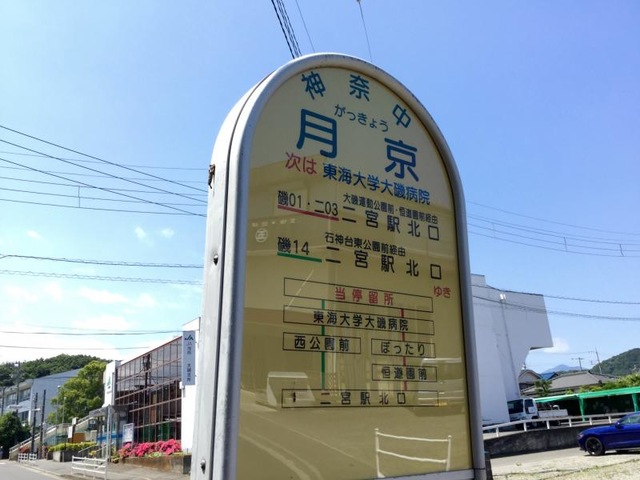 神奈中
がっきょう
月京
次は 東海大学大磯病院
大磯運動公園前・恒道園前経由
磯01・二03 二宮駅北口
石神台東公園前経由
磯14 二宮駅北口
ゆき
当停留所
東海大学大磯病院
西公園前 ぽったり
恒道園前
二宮駅北口